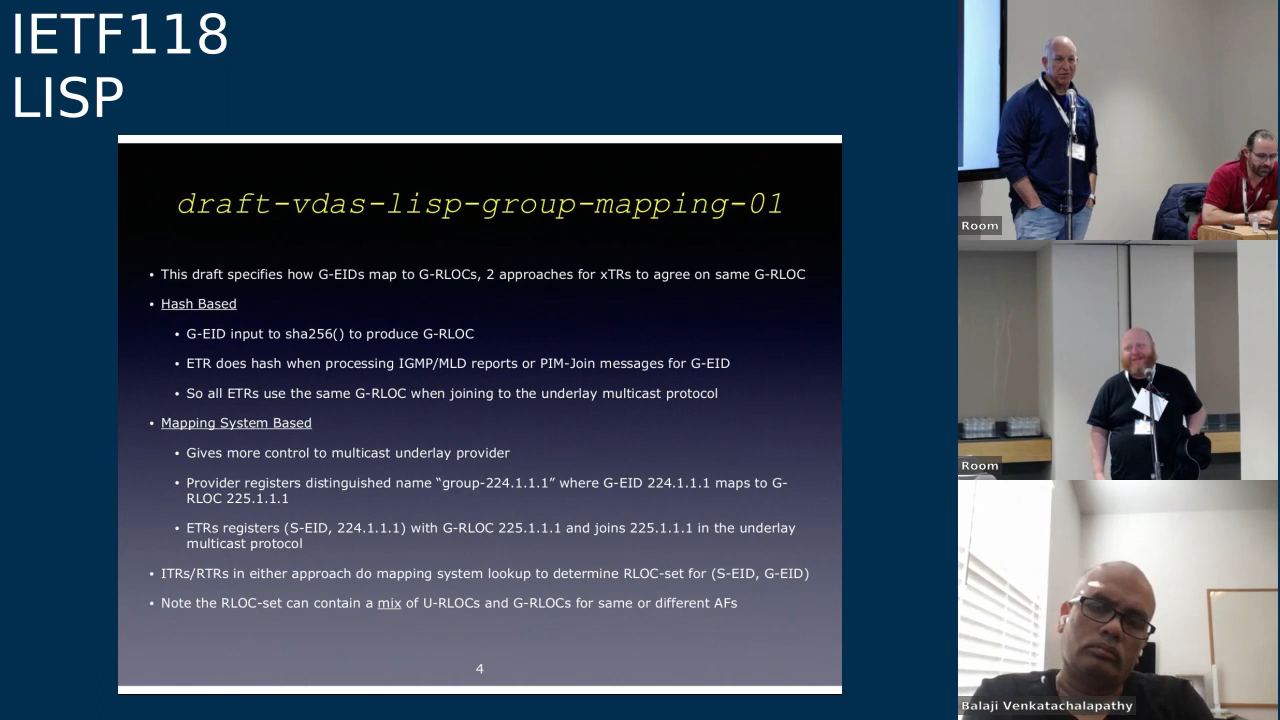 IETF118
LISP
draft-vdas-lisp-group-mapping-01
• This draft specifies how G-EIDs map to G-RLOCs, 2 approaches for xTRs to agree on same G-RLOC
• Hash Based
• G-EID input to sha256() to produce G-RLOC
• ETR does hash when processing IGMP/MLD reports or PIM-Join messages for G-EID
• So all ETRs use the same G-RLOC when joining to the underlay multicast protocol
• Mapping System Based
• Gives more control to multicast underlay provider
• Provider registers distinguished name “group-224.1.1.1” where G-EID 224.1.1.1 maps to G-
RLOC 225.1.1.1
• ETRs registers (S-EID, 224.1.1.1) with G-RLOC 225.1.1.1 and joins 225.1.1.1 in the underlay
multicast protocol
• ITRs/RTRs in either approach do mapping system lookup to determine RLOC-set for (S-EID, G-EID)
• Note the RLOC-set can contain a mix of U-RLOCs and G-RLOCs for same or different AFs
4
Room
Room
Balaji Venkatachalapathy